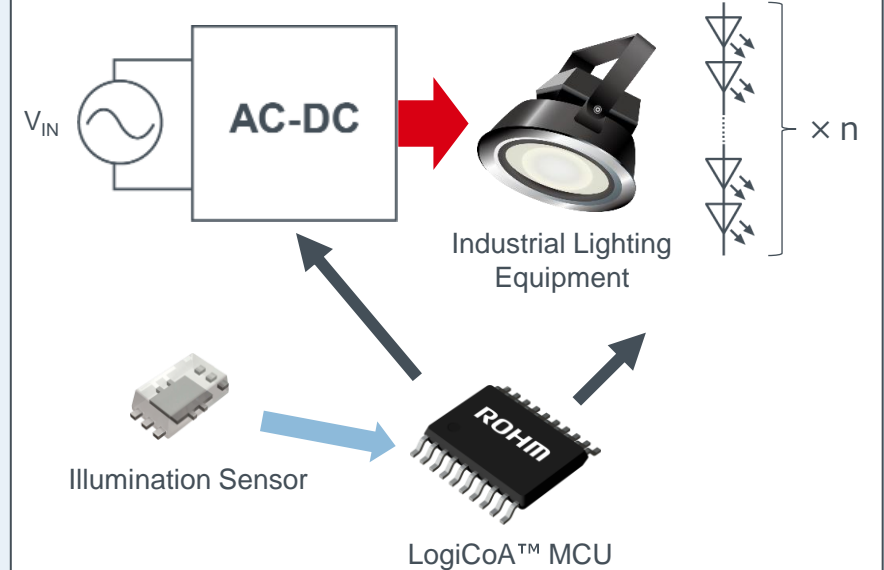 V_IN
AC-DC
× n
Industrial Lighting
Equipment
ROHM
Illumination Sensor
LogiCoA™ MCU